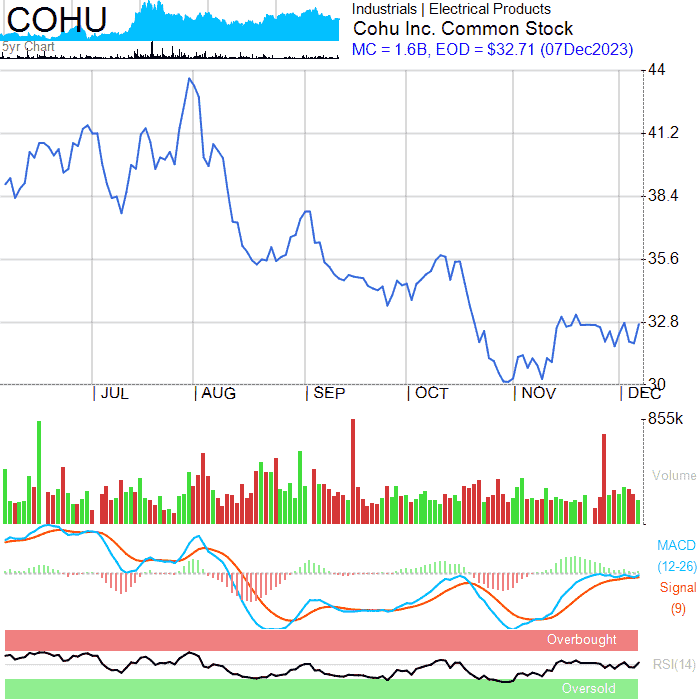 COHU
5yr Chart
Industrials | Electrical Products
Cohu Inc. Common Stock
MC = 1.6B, EOD = $32.71 (07Dec2023)
44
41.2
38.4
35.6
32.8
30
JUL AUG SEP OCT NOV DEC
855k
Volume
MACD
(12-26)
Signal
(9)
Overbought
RSI(14)
Oversold